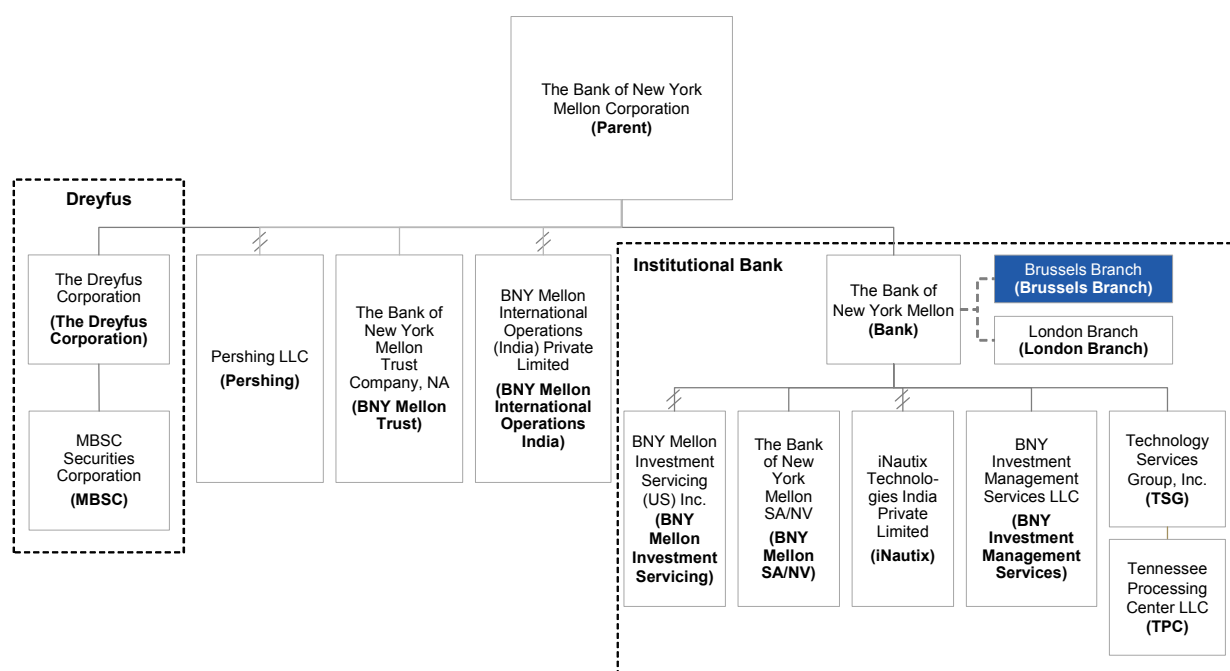 The Bank of New York
Mellon Corporation
(Parent)
Dreyfus
The Dreyfus
Corporation
(The Dreyfus
Corporation)
MBSC
Securities
Corporation
(MBSC)
Pershing LLC
(Pershing)
The Bank of
New York
Mellon
Trust
Company, NA
(BNY Mellon
Trust)
BNY Mellon
International
Operations
(India) Private
Limited
(BNY Mellon
International
Operations
India)
Institutional Bank
The Bank of
New York Mellon
(Bank)
Brussels Branch
(Brussels Branch)
London Branch
(London Branch)
BNY Mellon
Investment
Servicing
(US) Inc.
(BNY
Mellon
Investment
Servicing)
The Bank
of New
York
Mellon
SA/NV
(BNY
Mellon
SA/NV)
iNautix
Technolo-
gies India
Private
Limited
(iNautix)
BNY
Investment
Management
Services LLC
(BNY
Investment
Management
Services)
Technology
Services
Group, Inc.
(TSG)
Tennessee
Processing
Center LLC
(TPC)